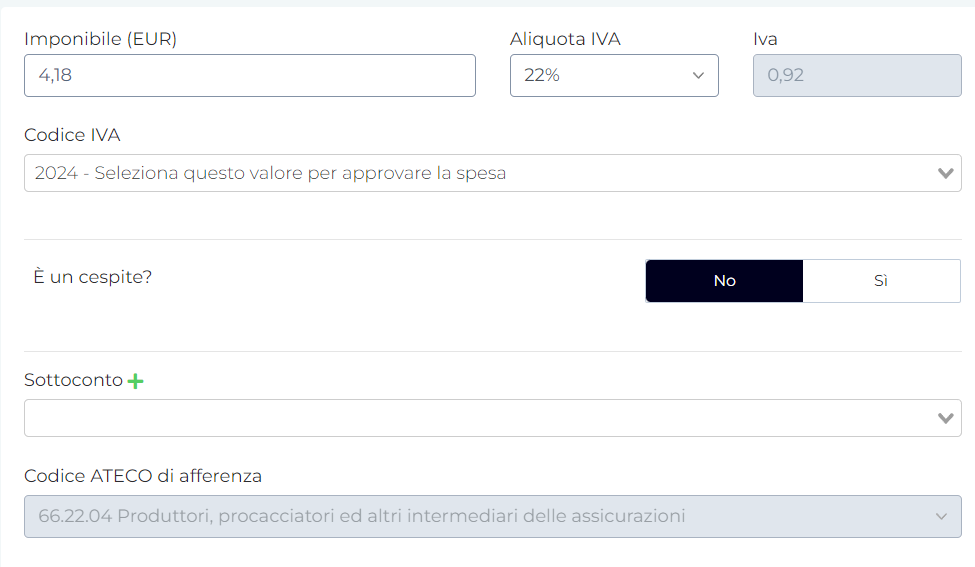 Imponibile (EUR) Aliquota IVA Iva
4,18 22% 0,92
Codice IVA
2024 - Seleziona questo valore per approvare la spesa
È un cespite? No Sì
Sottoconto +
Codice ATECO di afferenza
66.22.04 Produttori, procacciatori ed altri intermediari delle assicurazioni